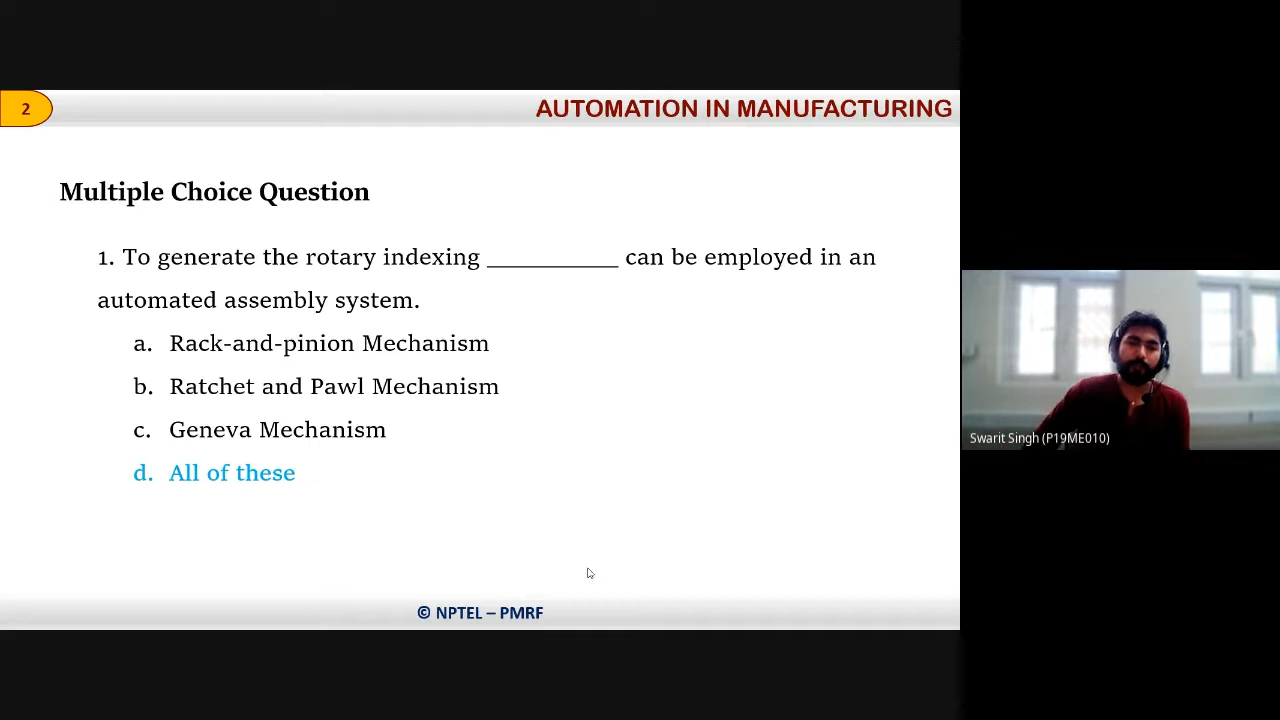 2
AUTOMATION IN MANUFACTURING
Multiple Choice Question
1. To generate the rotary indexing ___________ can be employed in an
automated assembly system.
a. Rack-and-pinion Mechanism
b. Ratchet and Pawl Mechanism
c. Geneva Mechanism
d. All of these
© NPTEL – PMRF
Swarit Singh (P19ME010)